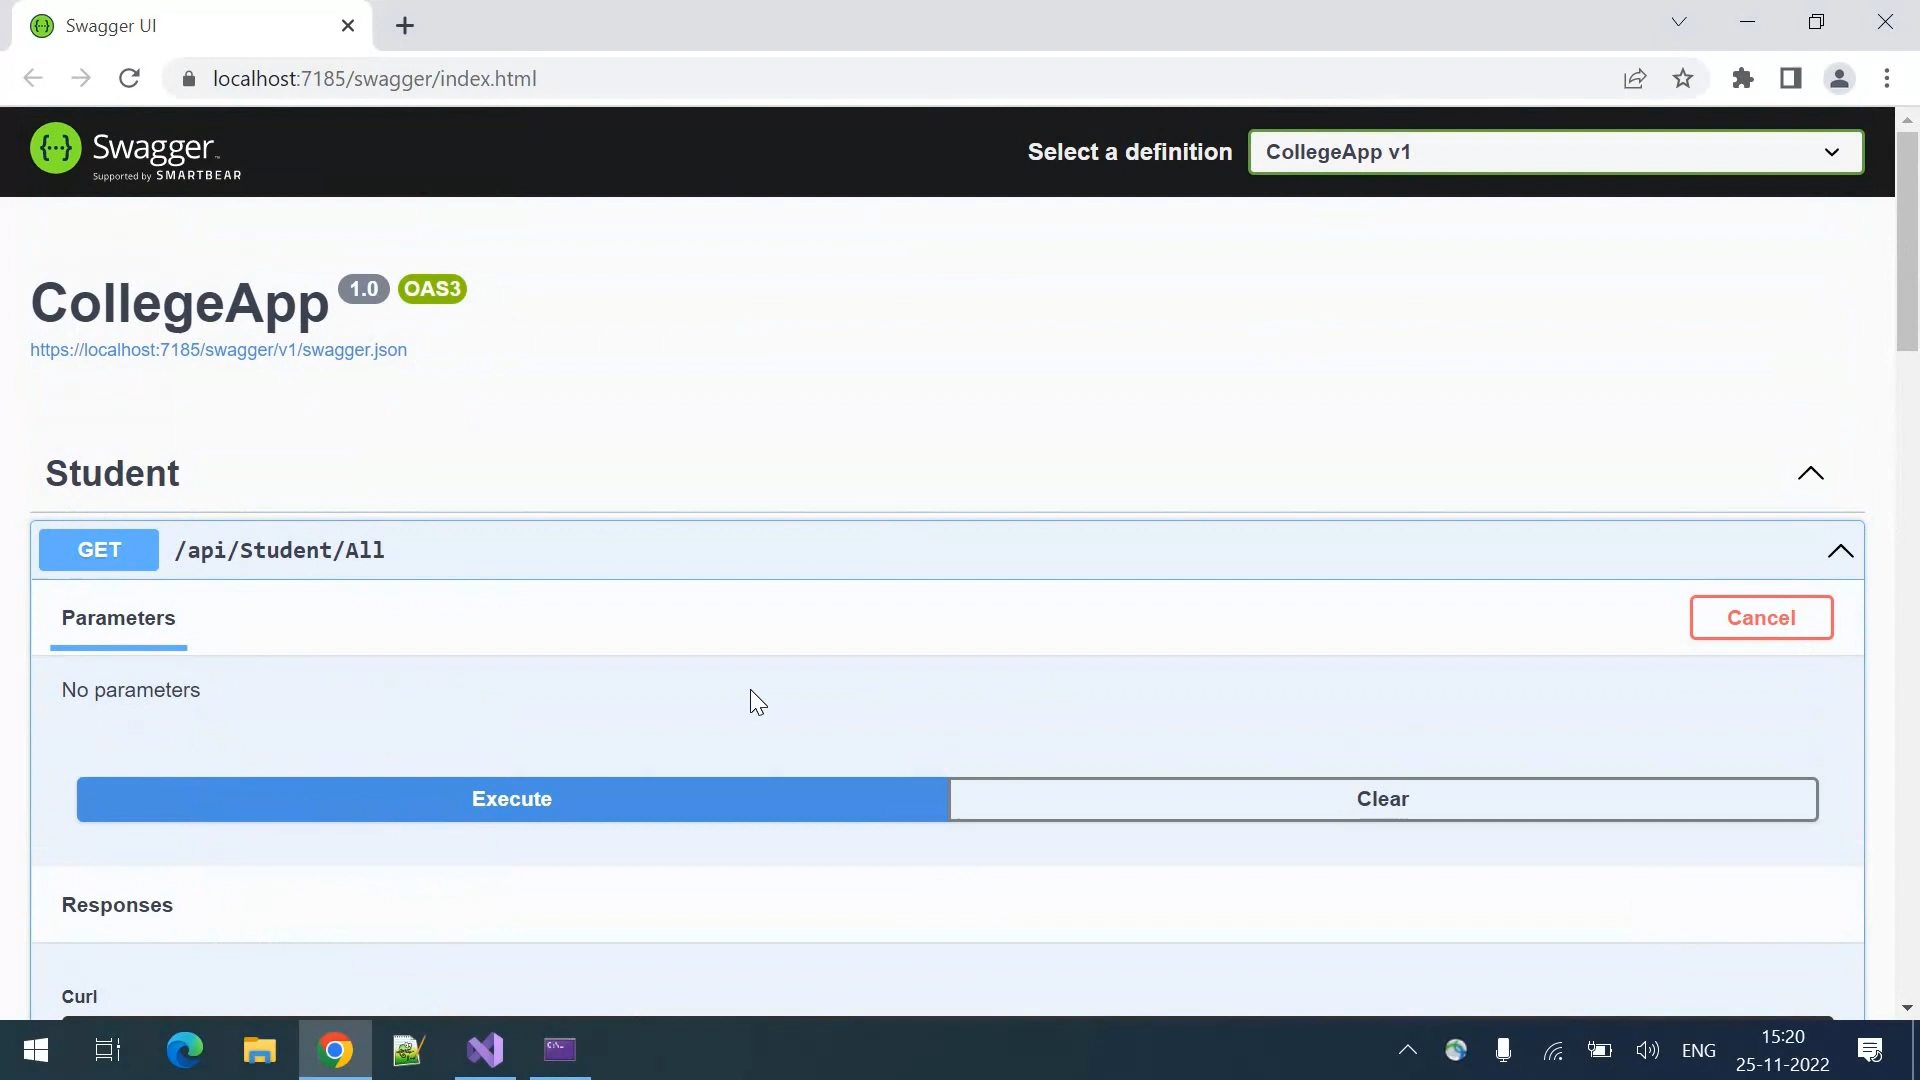 Swagger UI
localhost:7185/swagger/index.html
Swagger
Supported by SMARTBEAR
Select a definition
CollegeApp v1
CollegeApp 1.0 OAS3
https://localhost:7185/swagger/v1/swagger.json
Student
GET /api/Student/All
Parameters
Cancel
No parameters
Execute
Clear
Responses
Curl
ENG
15:20
25-11-2022